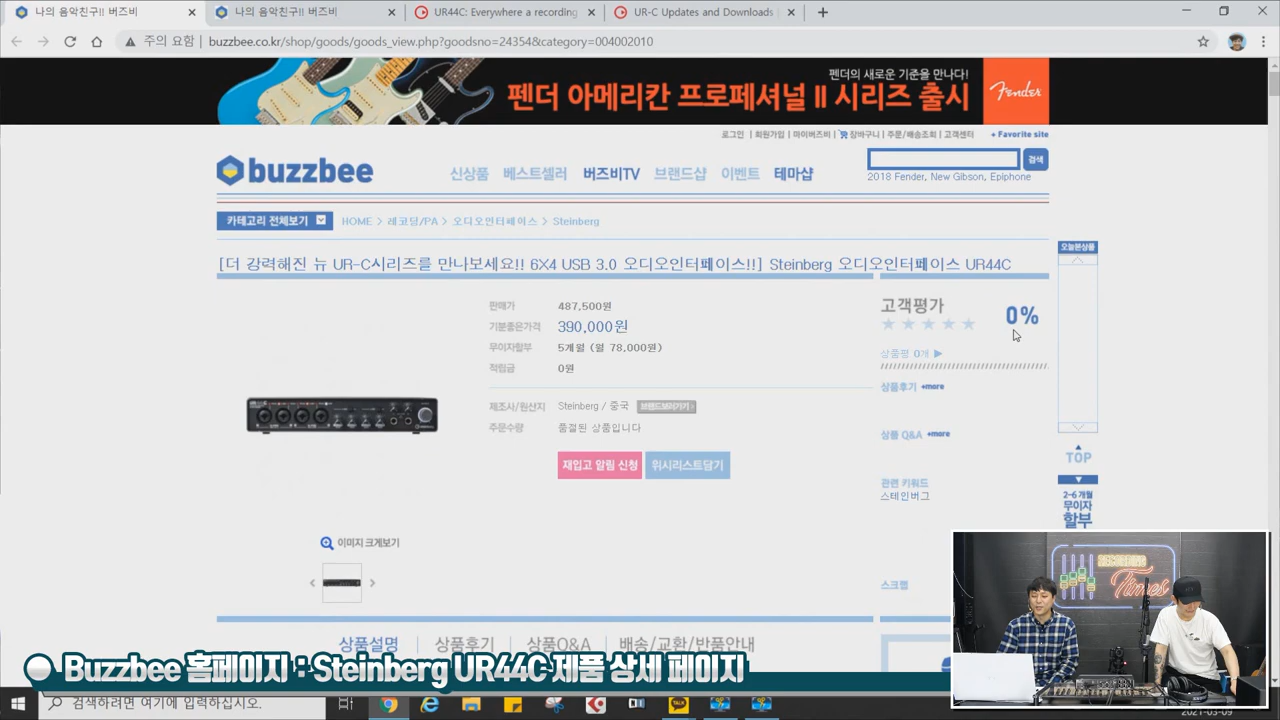 나의 음악친구!! 버즈비
나의 음악친구!! 버즈비
UR44C: Everywhere a recording
UR-C Updates and Downloads
주의 요함
buzzbee.co.kr/shop/goods/goods_view.php?goodsno=24354&category=004002010
펜더의 새로운 기준을 만나다!
펜더 아메리칸 프로페셔널 II 시리즈 출시
Fender
로그인 | 회원가입 | 마이버즈비 | 장바구니 | 주문/배송조회 | 고객센터
+ Favorite site
buzzbee
신상품 베스트셀러 버즈비TV 브랜드샵 이벤트 테마샵
검색
2018 Fender, New Gibson, Epiphone
카테고리 전체보기
HOME > 레코딩/PA > 오디오인터페이스 > Steinberg
오늘본상품
[더 강력해진 뉴 UR-C시리즈를 만나보세요!! 6X4 USB 3.0 오디오인터페이스!!] Steinberg 오디오인터페이스 UR44C
판매가 487,500원
기분좋은가격 390,000원
무이자할부 5개월 (월 78,000원)
적립금 0원
제조사/원산지 Steinberg / 중국 브랜드보러가기 >
주문수량 품절된 상품입니다
재입고 알림 신청
위시리스트담기
고객평가
0%
상품평 0개 ▶
상품후기 +more
상품 Q&A +more
관련 키워드
스테인버그
스크랩
TOP
2~6 개월
무이자
할부
이미지 크게보기
상품설명 | 상품후기 | 상품Q&A | 배송/교환/반품안내
RECORDING
Times
Buzzbee 홈페이지 : Steinberg UR44C 제품 상세 페이지
검색하려면 여기에 입력하십시오.
TALK
2021-03-09